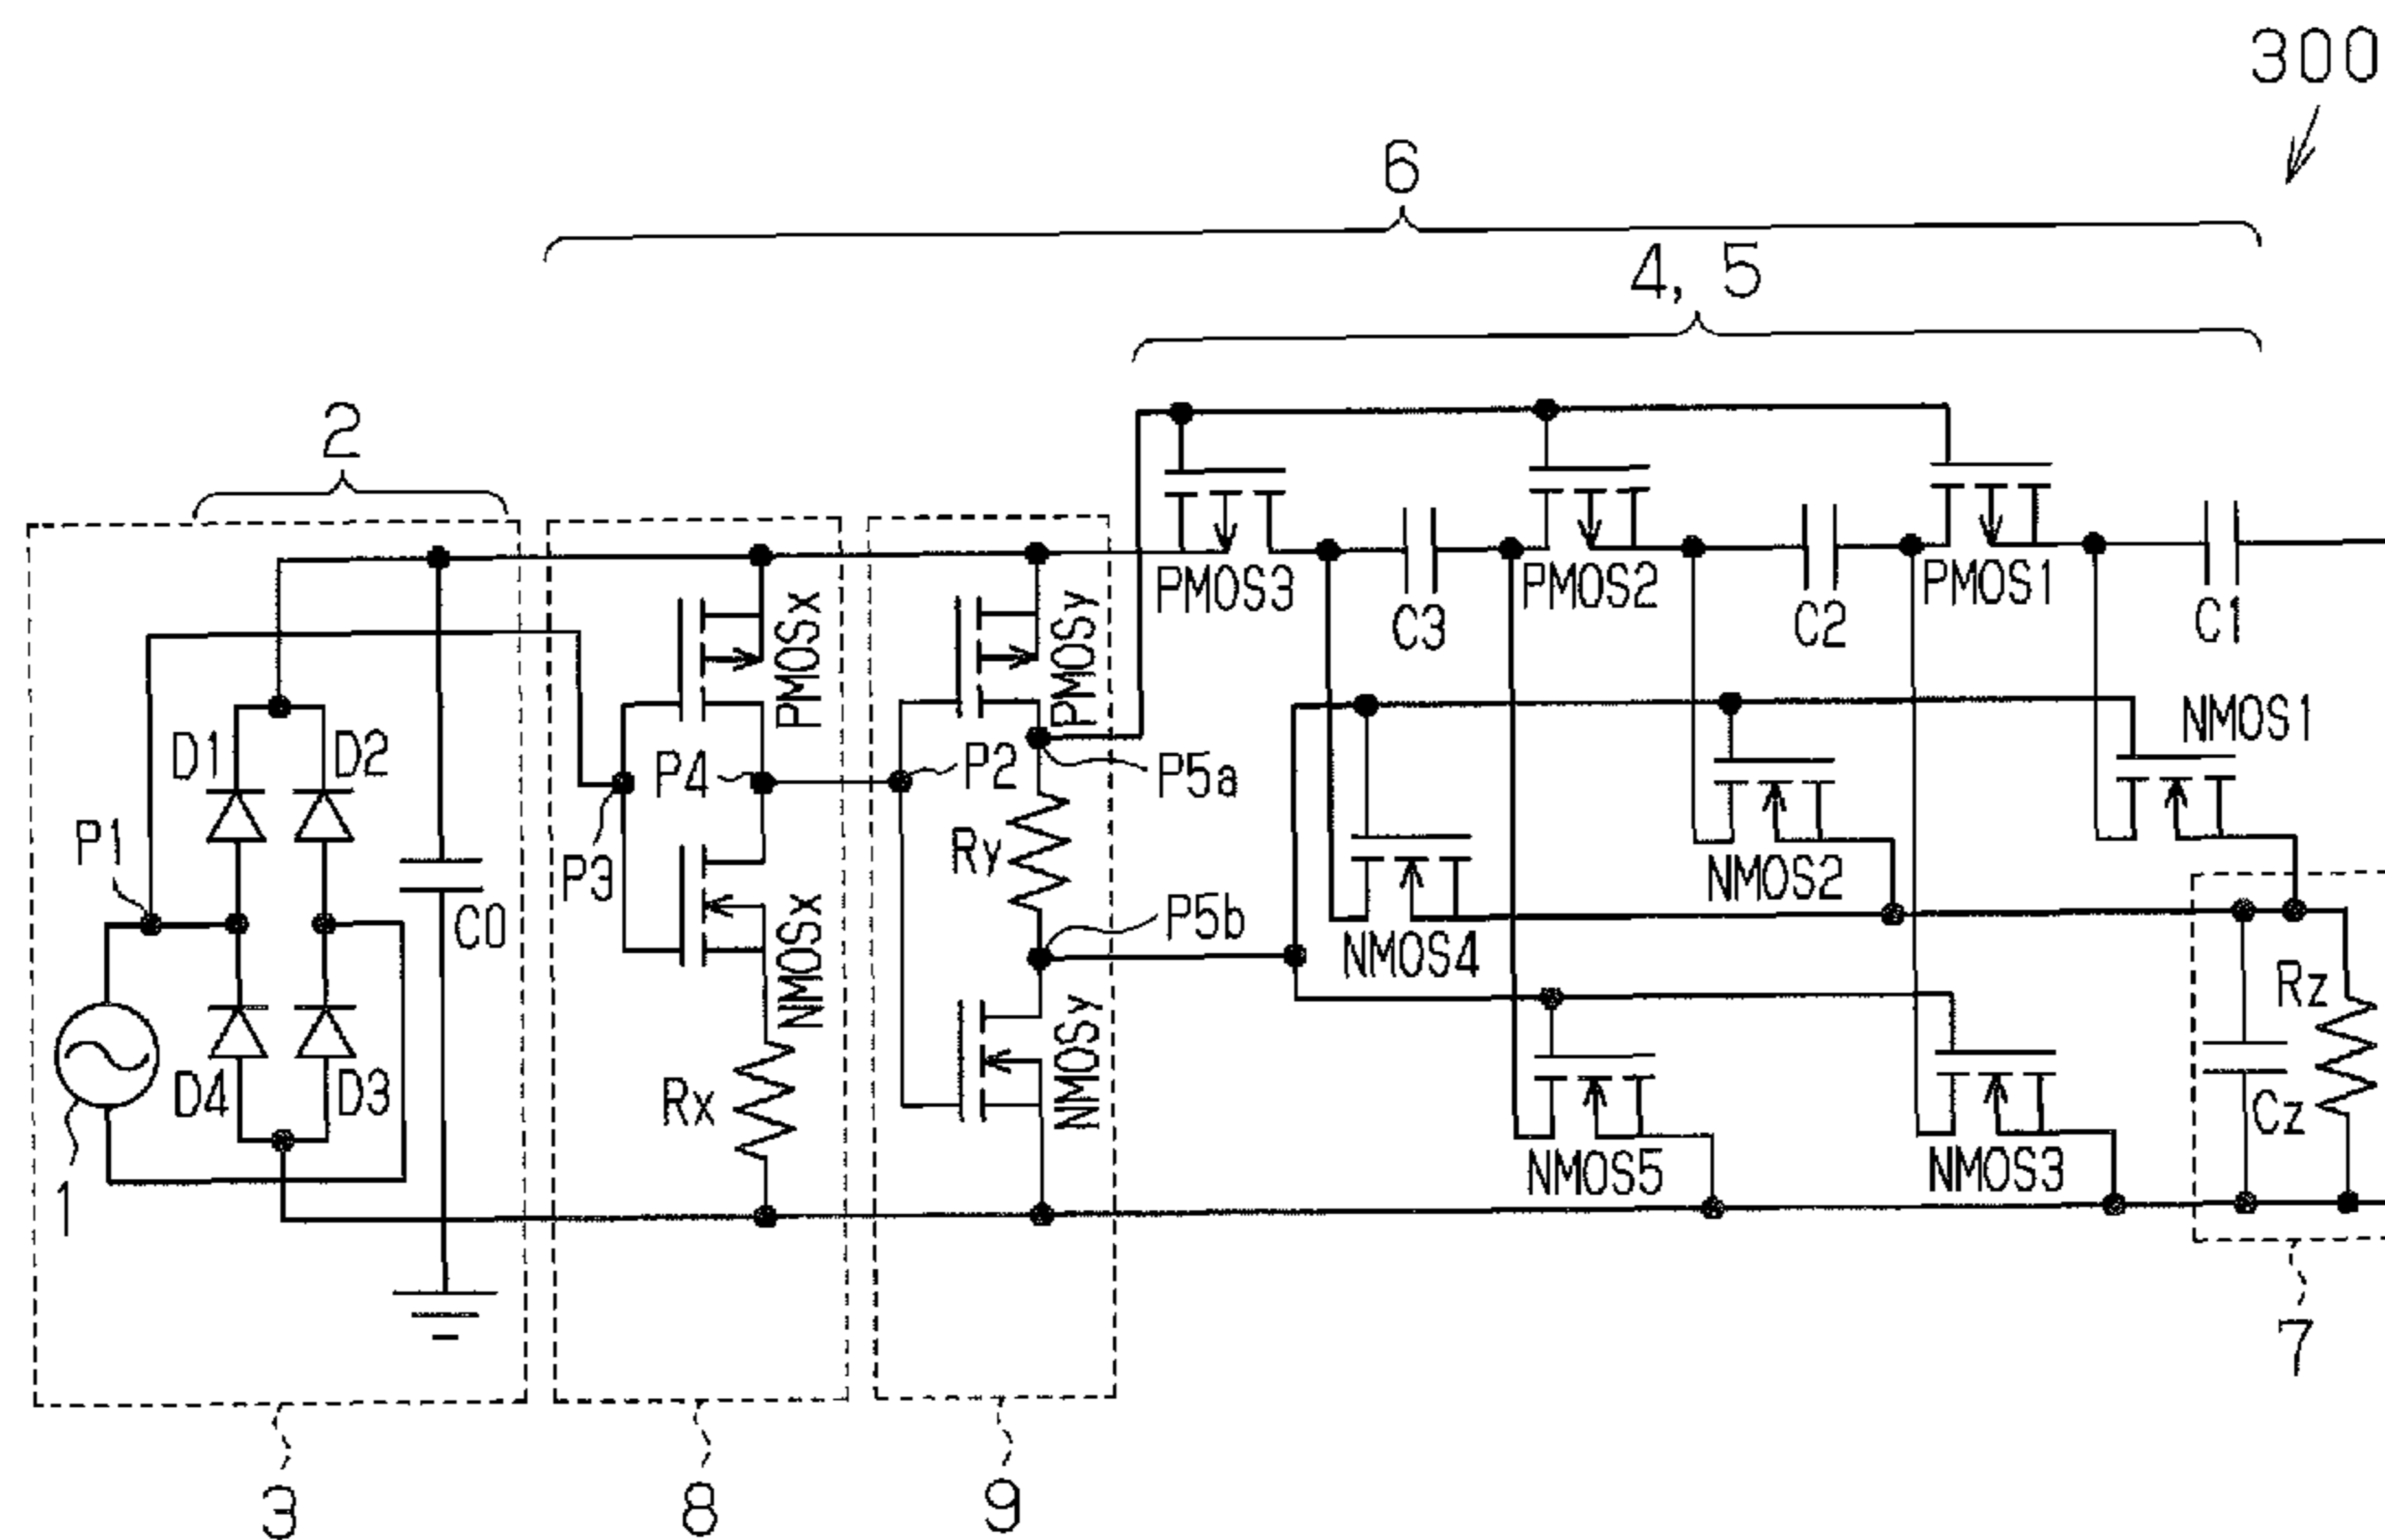 300
6
4, 5
2
PMOS3
C3
PMOS2
C2
PMOS1
C1
PMOSx
PMOSy
D1
D2
P1
P3
P4
P2
P5a
NMOS1
C0
Ry
NMOS2
P5b
NMOS4
NMOSx
D4
D3
1
Rx
NMOSy
NMOS5
NMOS3
Rz
Cz
7
3
8
9